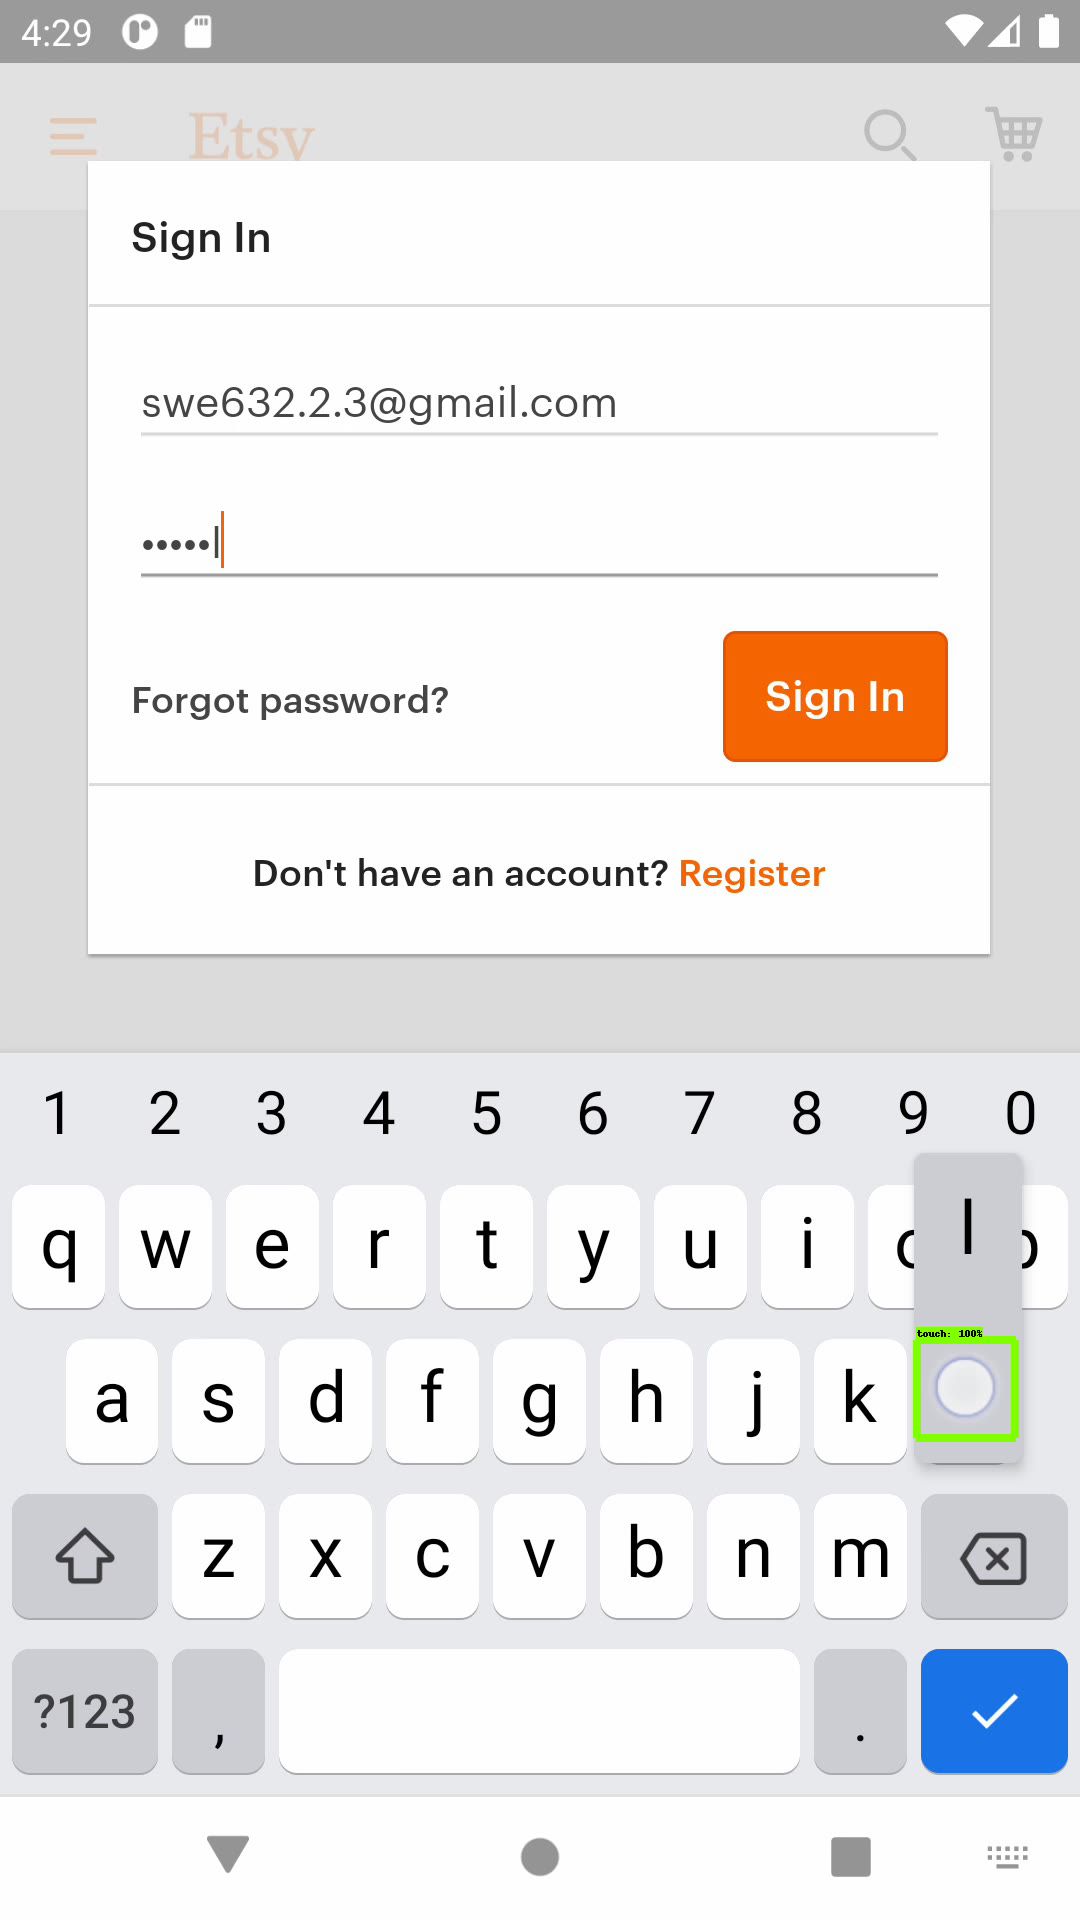 4:29
Etsy
Sign In
swe632.2.3@gmail.com
•••••l
Forgot password?
Sign In
Don't have an account? Register
1 2 3 4 5 6 7 8 9 0
q w e r t y u i o p
l
touch: 100%
a s d f g h j k
z x c v b n m
?123 , .